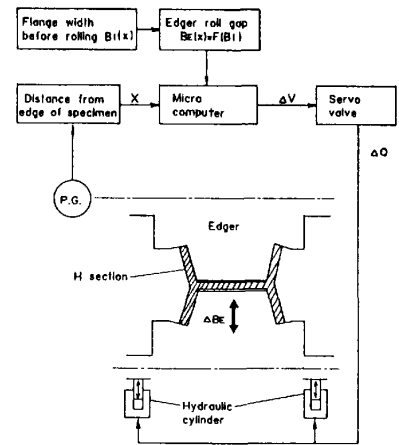 Flange width
before rolling BI(x)
Edger roll gap
BE(x)=F(BI)
Distance from
edge of specimen
X
Micro
computer
ΔV
Servo
valve
ΔQ
P.G.
Edger
H section
ΔBE
Hydraulic
cylinder